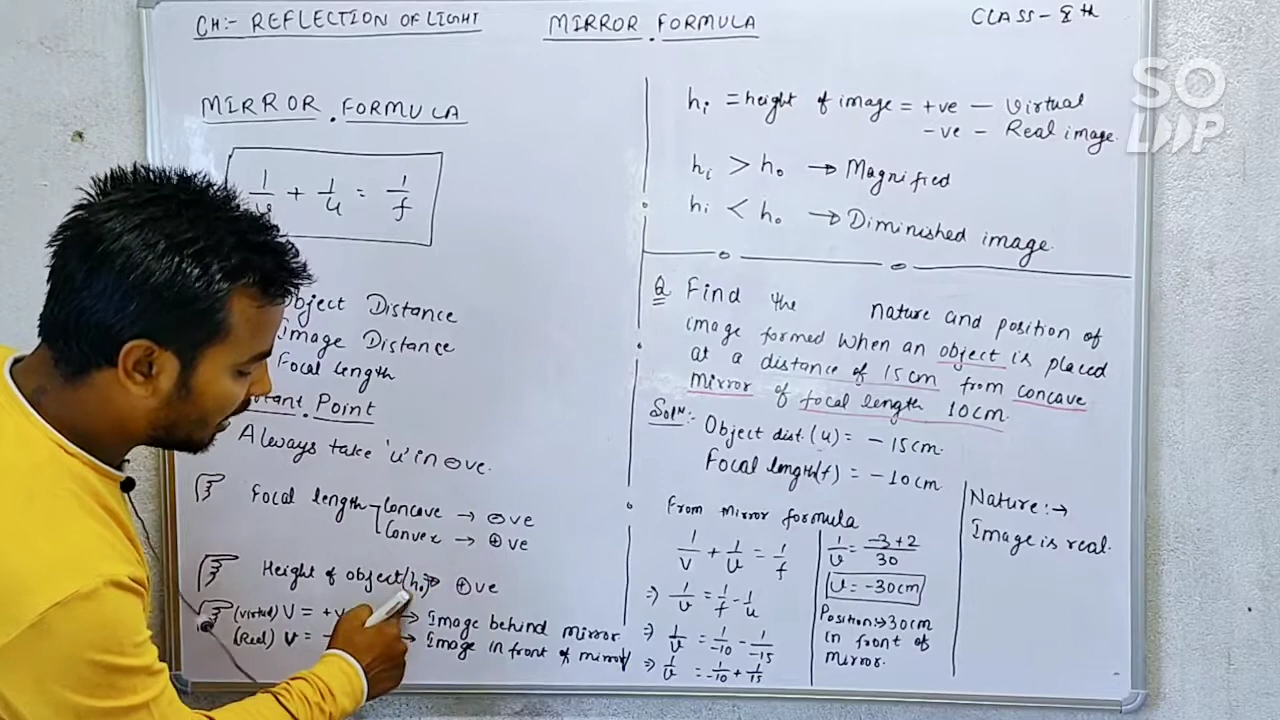 CH:- REFLECTION OF LIGHT
MIRROR FORMULA
CLASS-8th
MIRROR FORMULA
1/v + 1/u = 1/f
Object Distance
Image Distance
Focal length
Point
Always take 'u' in ⊖ve.
Focal length
Concave → ⊖ve
Convex → ⊕ve
Height of object (ho) → ⊕ve
(Virtual) V = +v → Image behind mirror
(Real) v = - → Image in front of mirror
hi = height of image = +ve — Virtual
-ve - Real image.
hi > ho → Magnified
hi < ho → Diminished image.
Q Find the nature and position of
image formed when an object is placed
at a distance of 15cm from concave
mirror of focal length 10cm.
Solⁿ:- Object dist. (u) = - 15cm.
Focal length(f) = -10cm
From mirror formula
1/v + 1/u = 1/f
⇒ 1/v = 1/f - 1/u
⇒ 1/v = 1/-10 - 1/-15
⇒ 1/v = 1/-10 + 1/15
1/v = -3+2/30
v = -30cm
Position:→30cm
in front of
mirror.
Nature:→
Image is real.
SO
LOOP